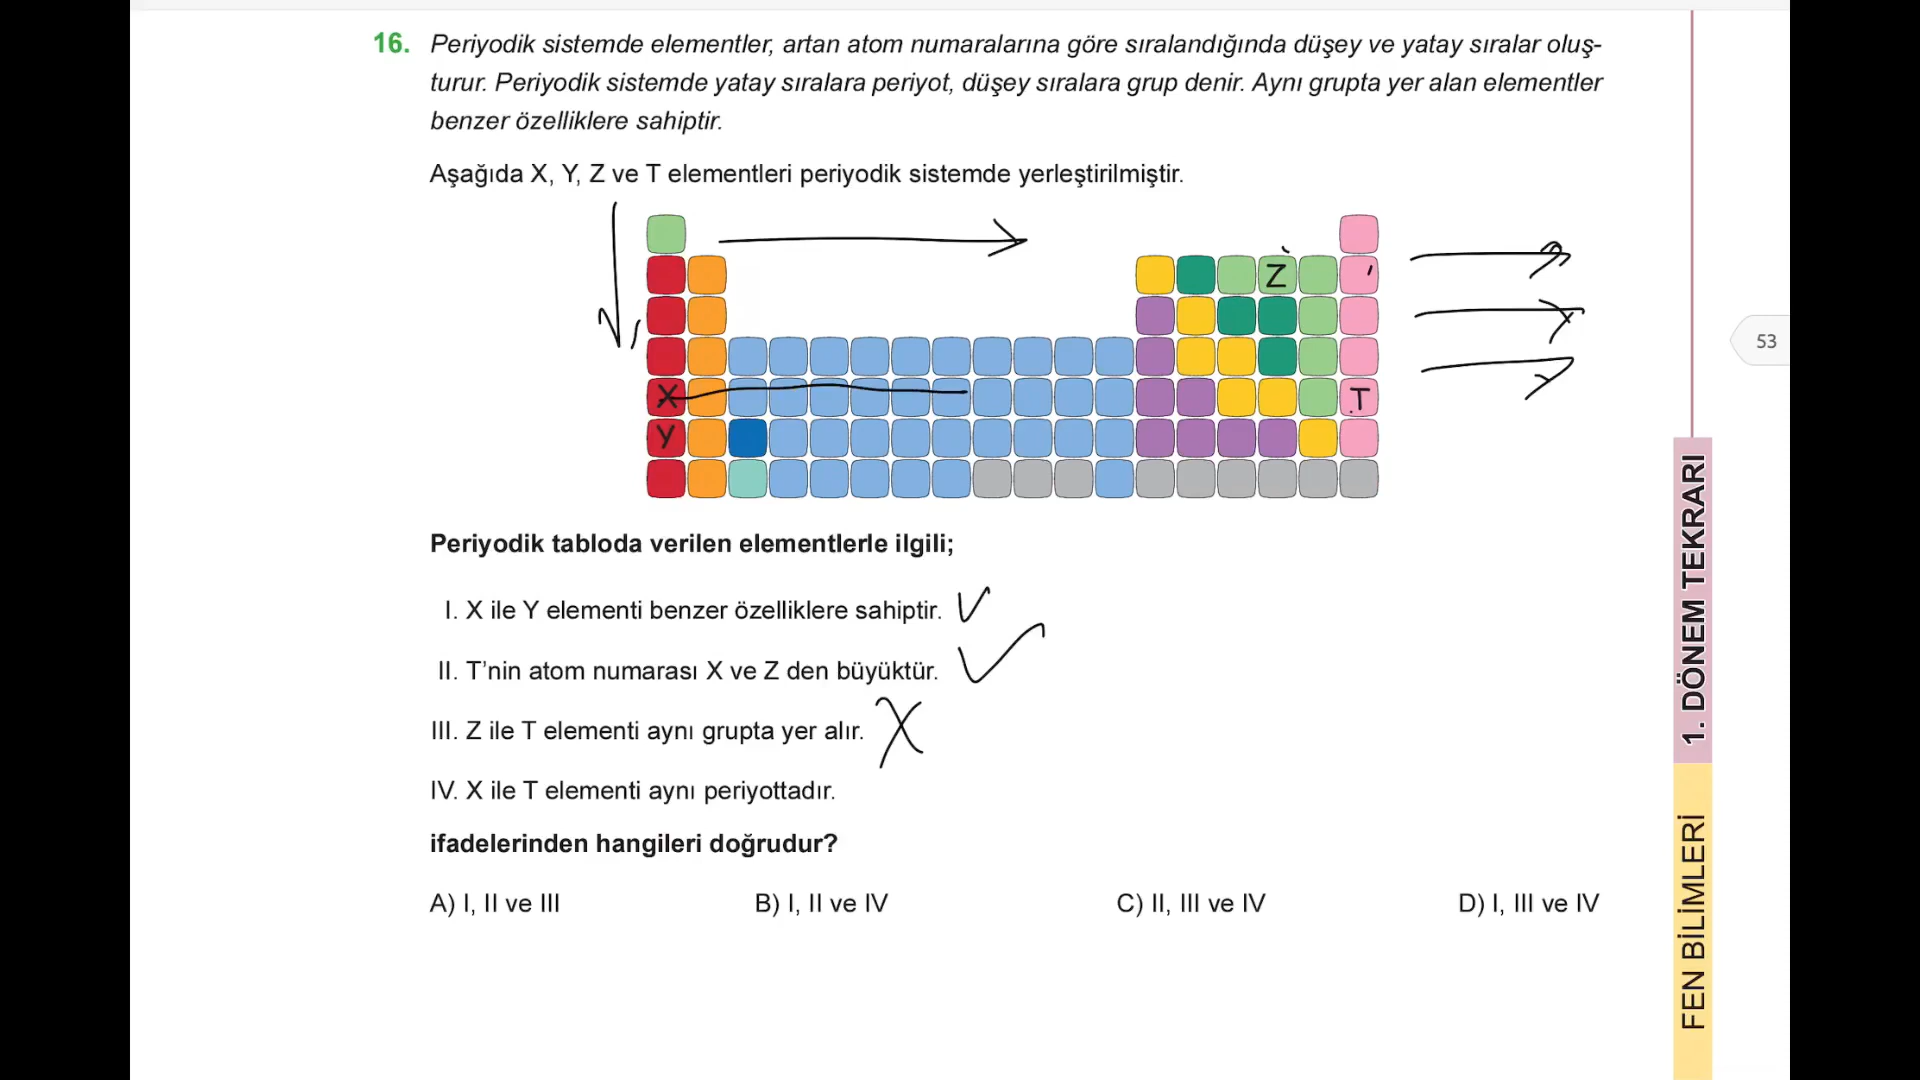 16. Periyodik sistemde elementler, artan atom numaralarına göre sıralandığında düşey ve yatay sıralar oluş-
turur. Periyodik sistemde yatay sıralara periyot, düşey sıralara grup denir. Aynı grupta yer alan elementler
benzer özelliklere sahiptir.
Aşağıda X, Y, Z ve T elementleri periyodik sistemde yerleştirilmiştir.
Z
X
T
Y
Periyodik tabloda verilen elementlerle ilgili;
I. X ile Y elementi benzer özelliklere sahiptir.
II. T’nin atom numarası X ve Z den büyüktür.
III. Z ile T elementi aynı grupta yer alır.
IV. X ile T elementi aynı periyottadır.
ifadelerinden hangileri doğrudur?
A) I, II ve III
B) I, II ve IV
C) II, III ve IV
D) I, III ve IV
53
1. DÖNEM TEKRARI
FEN BİLİMLERİ